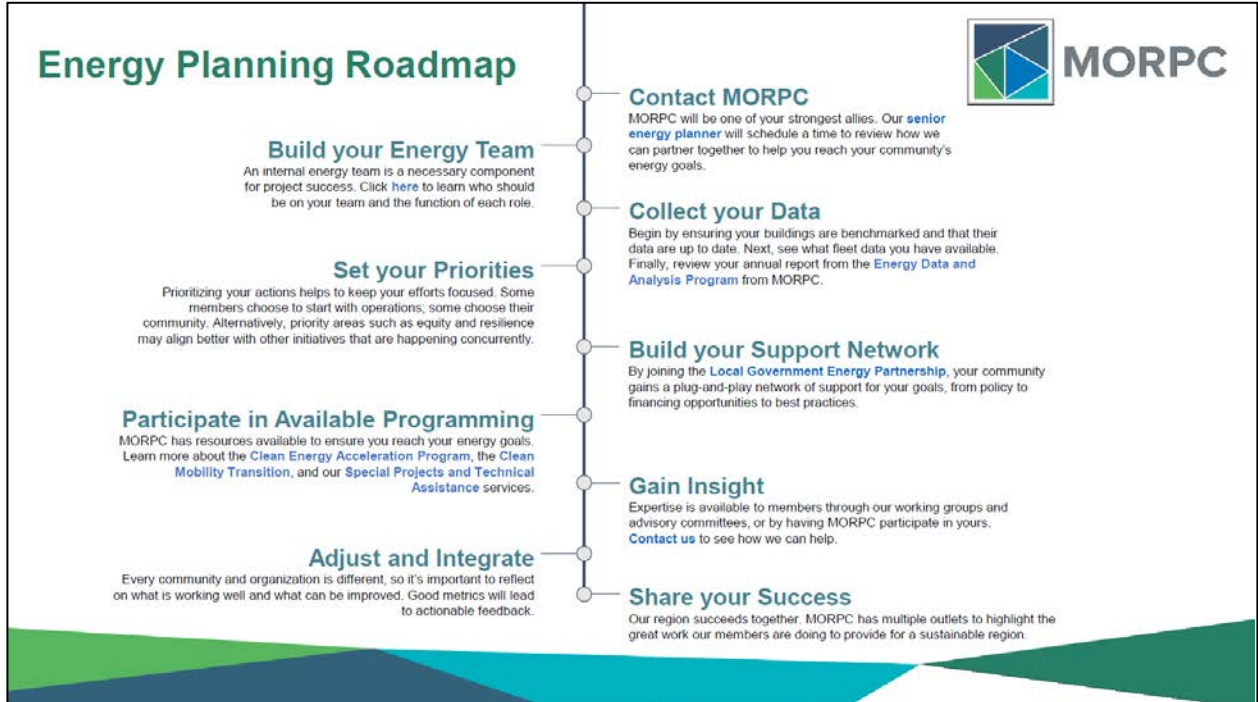 Energy Planning Roadmap
MORPC
Contact MORPC
MORPC will be one of your strongest allies. Our senior
energy planner will schedule a time to review how we
can partner together to help you reach your community's
energy goals.
Build your Energy Team
An internal energy team is a necessary component
for project success. Click here to learn who should
be on your team and the function of each role.
Collect your Data
Begin by ensuring your buildings are benchmarked and that their
data are up to date. Next, see what fleet data you have available.
Finally, review your annual report from the Energy Data and
Analysis Program from MORPC.
Set your Priorities
Prioritizing your actions helps to keep your efforts focused. Some
members choose to start with operations; some choose their
community. Alternatively, priority areas such as equity and resilience
may align better with other initiatives that are happening concurrently.
Build your Support Network
By joining the Local Government Energy Partnership, your community
gains a plug-and-play network of support for your goals, from policy to
financing opportunities to best practices.
Participate in Available Programming
MORPC has resources available to ensure you reach your energy goals.
Learn more about the Clean Energy Acceleration Program, the Clean
Mobility Transition, and our Special Projects and Technical
Assistance services.
Gain Insight
Expertise is available to members through our working groups and
advisory committees, or by having MORPC participate in yours.
Contact us to see how we can help.
Adjust and Integrate
Every community and organization is different, so it's important to reflect
on what is working well and what can be improved. Good metrics will lead
to actionable feedback.
Share your Success
Our region succeeds together. MORPC has multiple outlets to highlight the
great work our members are doing to provide for a sustainable region.